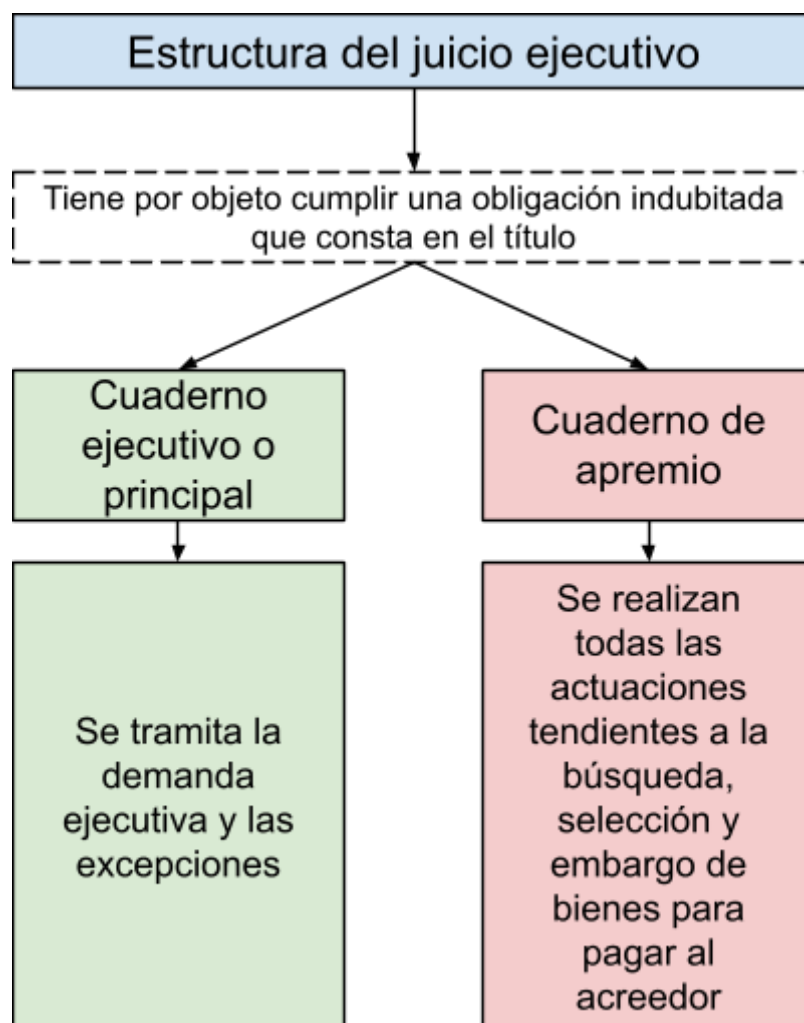 Estructura del juicio ejecutivo
Tiene por objeto cumplir una obligación indubitada
que consta en el título
Cuaderno
ejecutivo o
principal
Cuaderno de
apremio
Se tramita la
demanda
ejecutiva y las
excepciones
Se realizan
todas las
actuaciones
tendientes a la
búsqueda,
selección y
embargo de
bienes para
pagar al
acreedor